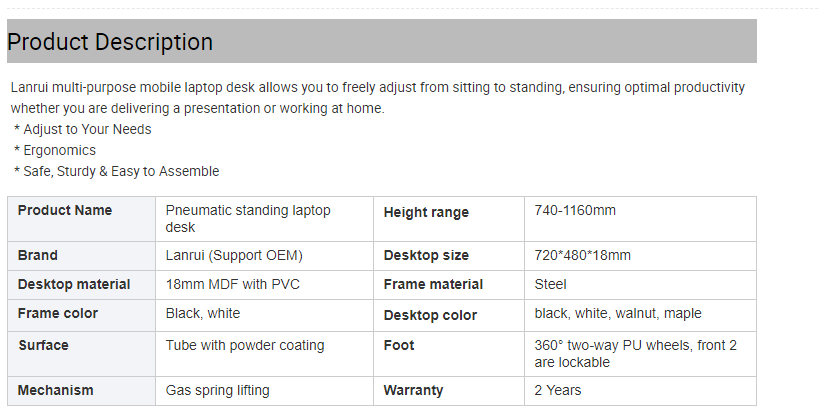 Product Description
Lanrui multi-purpose mobile laptop desk allows you to freely adjust from sitting to standing, ensuring optimal productivity
whether you are delivering a presentation or working at home.
* Adjust to Your Needs
* Ergonomics
* Safe, Sturdy & Easy to Assemble
Product Name Pneumatic standing laptop desk Height range 740-1160mm
Brand Lanrui (Support OEM) Desktop size 720*480*18mm
Desktop material 18mm MDF with PVC Frame material Steel
Frame color Black, white Desktop color black, white, walnut, maple
Surface Tube with powder coating Foot 360° two-way PU wheels, front 2 are lockable
Mechanism Gas spring lifting Warranty 2 Years